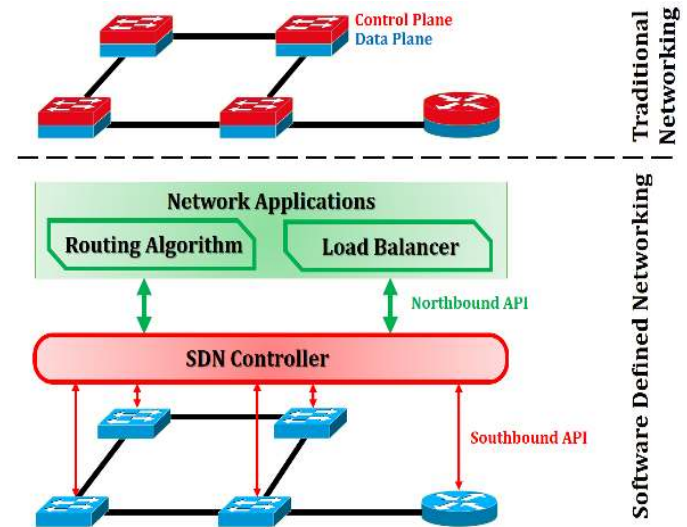 Control Plane
Data Plane
Traditional
Networking
Network Applications
Routing Algorithm
Load Balancer
Northbound API
SDN Controller
Southbound API
Software Defined Networking